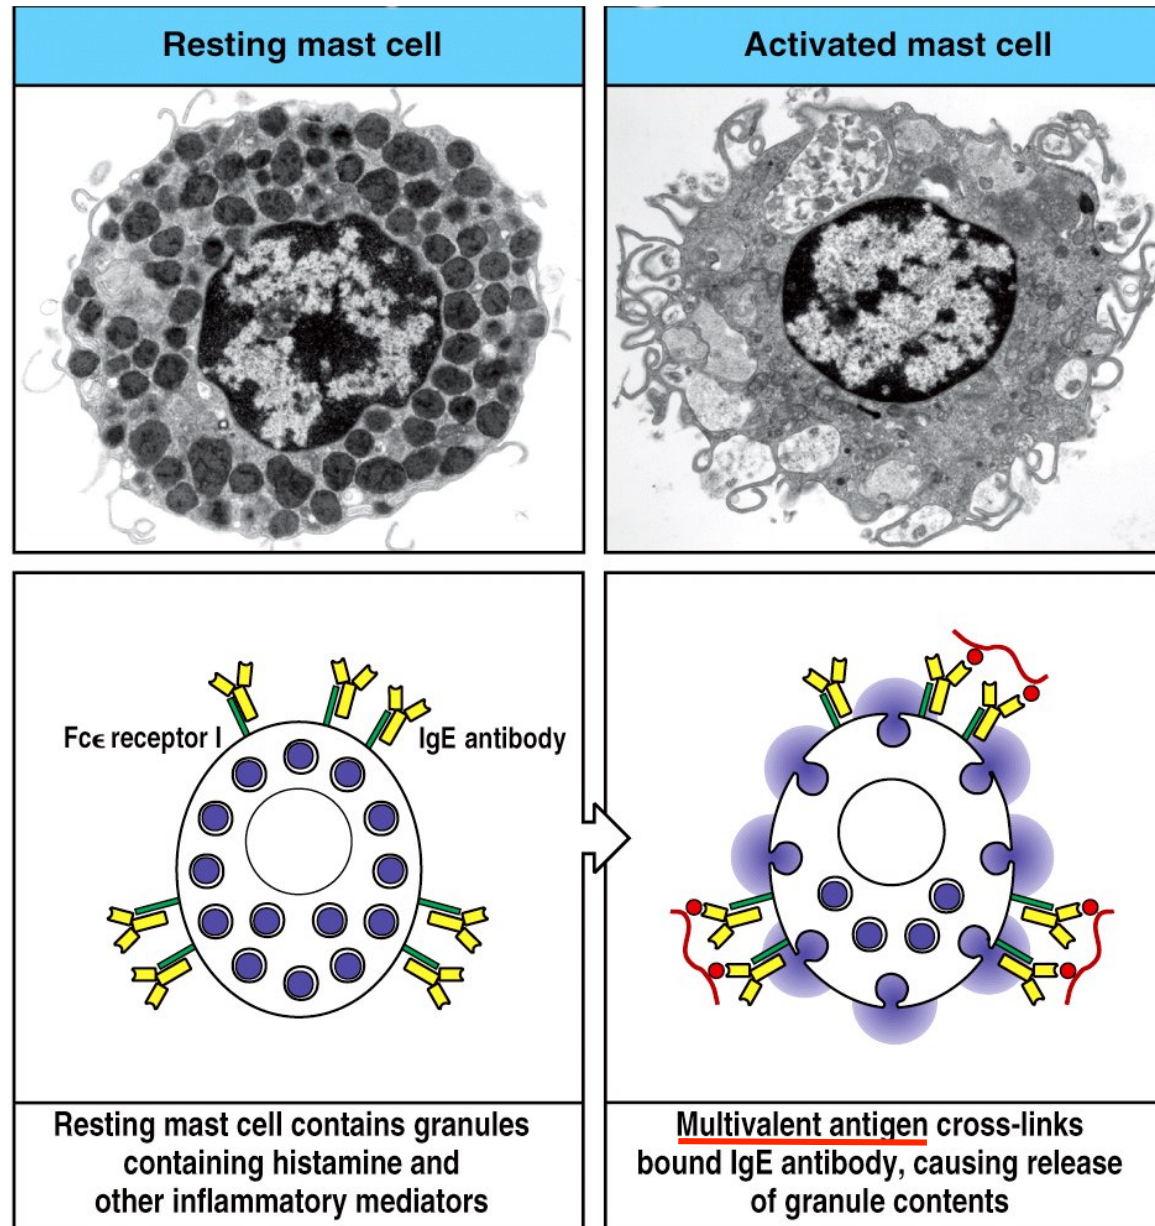 Resting mast cell
Activated mast cell
Fcϵ receptor I
IgE antibody
Resting mast cell contains granules
containing histamine and
other inflammatory mediators
Multivalent antigen cross-links
bound IgE antibody, causing release
of granule contents